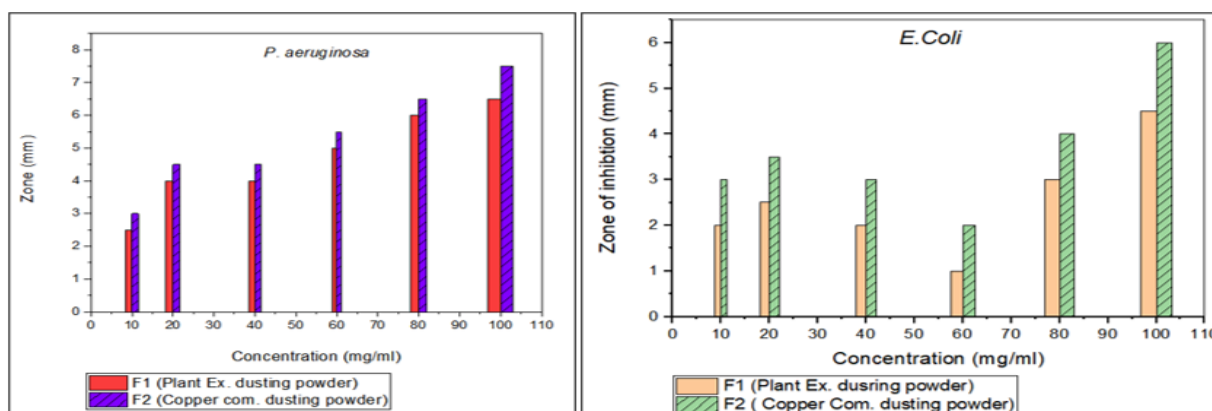 P. aeruginosa
Zone (mm)
8
7
6
5
4
3
2
1
0
0 10 20 30 40 50 60 70 80 90 100 110
Concentration (mg/ml)
F1 (Plant Ex. dusting powder)
F2 (Copper com. dusting powder)
E.Coli
Zone of inhibtion (mm)
6
5
4
3
2
1
0
0 10 20 30 40 50 60 70 80 90 100 110
Concentration (mg/ml)
F1 (Plant Ex. dusring powder)
F2 ( Copper Com. dusting powder)